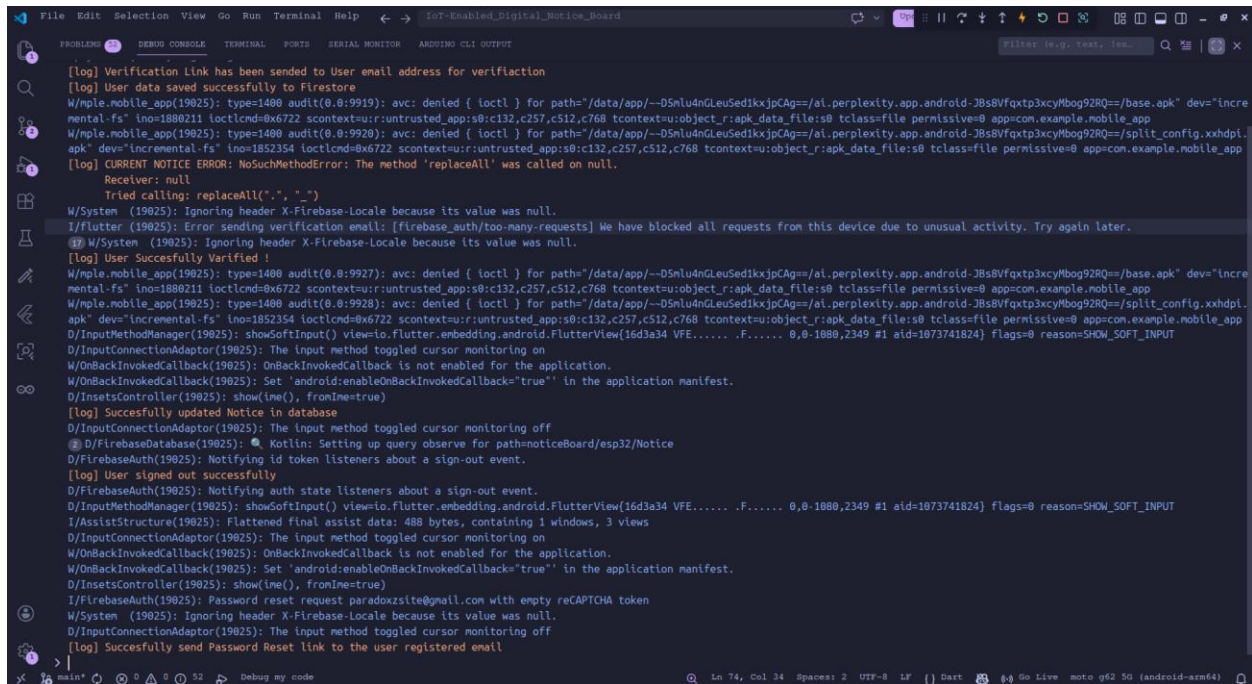 File Edit Selection View Go Run Terminal Help
IoT-Enabled_Digital_Notice_Board
PROBLEMS 52 DEBUG CONSOLE TERMINAL PORTS SERIAL MONITOR ARDUINO CLI OUTPUT
[log] Verification Link has been sended to User email address for verifiaction
[log] User data saved successfully to Firestore
W/mple.mobile_app(19025): type=1400 audit(0.0:9919): avc: denied { ioctl } for path="/data/app/~~D5mlu4nGLeuSed1kxjpCAg==/ai.perplexity.app.android-JBs8Vfqxtp3xcyMbog92RQ==/base.apk" dev="incre
mental-fs" ino=1880211 ioctlcmd=0x6722 scontext=u:r:untrusted_app:s0:c132,c257,c512,c768 tcontext=u:object_r:apk_data_file:s0 tclass=file permissive=0 app=com.example.mobile_app
W/mple.mobile_app(19025): type=1400 audit(0.0:9920): avc: denied { ioctl } for path="/data/app/~~D5mlu4nGLeuSed1kxjpCAg==/ai.perplexity.app.android-JBs8Vfqxtp3xcyMbog92RQ==/split_config.xxhdpi.
apk" dev="incremental-fs" ino=1852354 ioctlcmd=0x6722 scontext=u:r:untrusted_app:s0:c132,c257,c512,c768 tcontext=u:object_r:apk_data_file:s0 tclass=file permissive=0 app=com.example.mobile_app
[log] CURRENT NOTICE ERROR: NoSuchMethodError: The method 'replaceAll' was called on null.
Receiver: null
Tried calling: replaceAll(".", "_")
W/System (19025): Ignoring header X-Firebase-Locale because its value was null.
I/flutter (19025): Error sending verification email: [firebase_auth/too-many-requests] We have blocked all requests from this device due to unusual activity. Try again later.
17 W/System (19025): Ignoring header X-Firebase-Locale because its value was null.
[log] User Succesfully Varified !
W/mple.mobile_app(19025): type=1400 audit(0.0:9927): avc: denied { ioctl } for path="/data/app/~~D5mlu4nGLeuSed1kxjpCAg==/ai.perplexity.app.android-JBs8Vfqxtp3xcyMbog92RQ==/base.apk" dev="incre
mental-fs" ino=1880211 ioctlcmd=0x6722 scontext=u:r:untrusted_app:s0:c132,c257,c512,c768 tcontext=u:object_r:apk_data_file:s0 tclass=file permissive=0 app=com.example.mobile_app
W/mple.mobile_app(19025): type=1400 audit(0.0:9928): avc: denied { ioctl } for path="/data/app/~~D5mlu4nGLeuSed1kxjpCAg==/ai.perplexity.app.android-JBs8Vfqxtp3xcyMbog92RQ==/split_config.xxhdpi.
apk" dev="incremental-fs" ino=1852354 ioctlcmd=0x6722 scontext=u:r:untrusted_app:s0:c132,c257,c512,c768 tcontext=u:object_r:apk_data_file:s0 tclass=file permissive=0 app=com.example.mobile_app
D/InputMethodManager(19025): showSoftInput() view=io.flutter.embedding.android.FlutterView{16d3a34 VFE...... .F...... 0,0-1080,2349 #1 aid=1073741824} flags=0 reason=SHOW_SOFT_INPUT
D/InputConnectionAdaptor(19025): The input method toggled cursor monitoring on
W/OnBackInvokedCallback(19025): OnBackInvokedCallback is not enabled for the application.
W/OnBackInvokedCallback(19025): Set 'android:enableOnBackInvokedCallback="true"' in the application manifest.
D/InsetsController(19025): show(ime(), fromIme=true)
[log] Succesfully updated Notice in database
D/InputConnectionAdaptor(19025): The input method toggled cursor monitoring off
2 D/FirebaseDatabase(19025): 🔍 Kotlin: Setting up query observe for path=noticeBoard/esp32/Notice
D/FirebaseAuth(19025): Notifying id token listeners about a sign-out event.
[log] User signed out successfully
D/FirebaseAuth(19025): Notifying auth state listeners about a sign-out event.
D/InputMethodManager(19025): showSoftInput() view=io.flutter.embedding.android.FlutterView{16d3a34 VFE...... .F...... 0,0-1080,2349 #1 aid=1073741824} flags=0 reason=SHOW_SOFT_INPUT
I/AssistStructure(19025): Flattened final assist data: 488 bytes, containing 1 windows, 3 views
D/InputConnectionAdaptor(19025): The input method toggled cursor monitoring on
W/OnBackInvokedCallback(19025): OnBackInvokedCallback is not enabled for the application.
W/OnBackInvokedCallback(19025): Set 'android:enableOnBackInvokedCallback="true"' in the application manifest.
D/InsetsController(19025): show(ime(), fromIme=true)
I/FirebaseAuth(19025): Password reset request paradoxzsite@gmail.com with empty reCAPTCHA token
W/System (19025): Ignoring header X-Firebase-Locale because its value was null.
D/InputConnectionAdaptor(19025): The input method toggled cursor monitoring off
[log] Succesfully send Password Reset link to the user registered email
>
main* 0 0 52 Debug my code Ln 74, Col 34 Spaces: 2 UTF-8 LF {} Dart Go Live moto g62 5G (android-arm64)